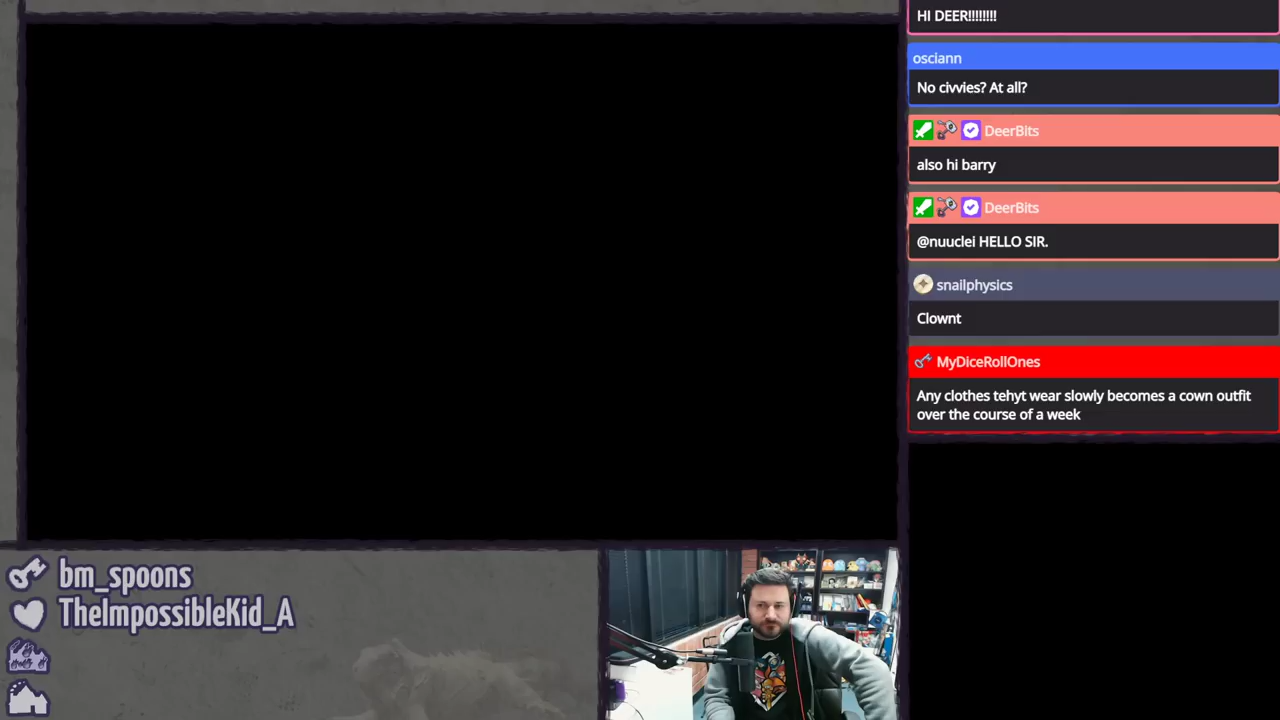 HI DEER!!!!!!!!
osclann
No civvies? At all?
DeerBits
also hi barry
DeerBits
@nuuclei HELLO SIR.
snailphysics
Clownt
MyDiceRollOnes
Any clothes tehyt wear slowly becomes a cown outfit
over the course of a week
bm_spoons
TheImpossibleKid_A